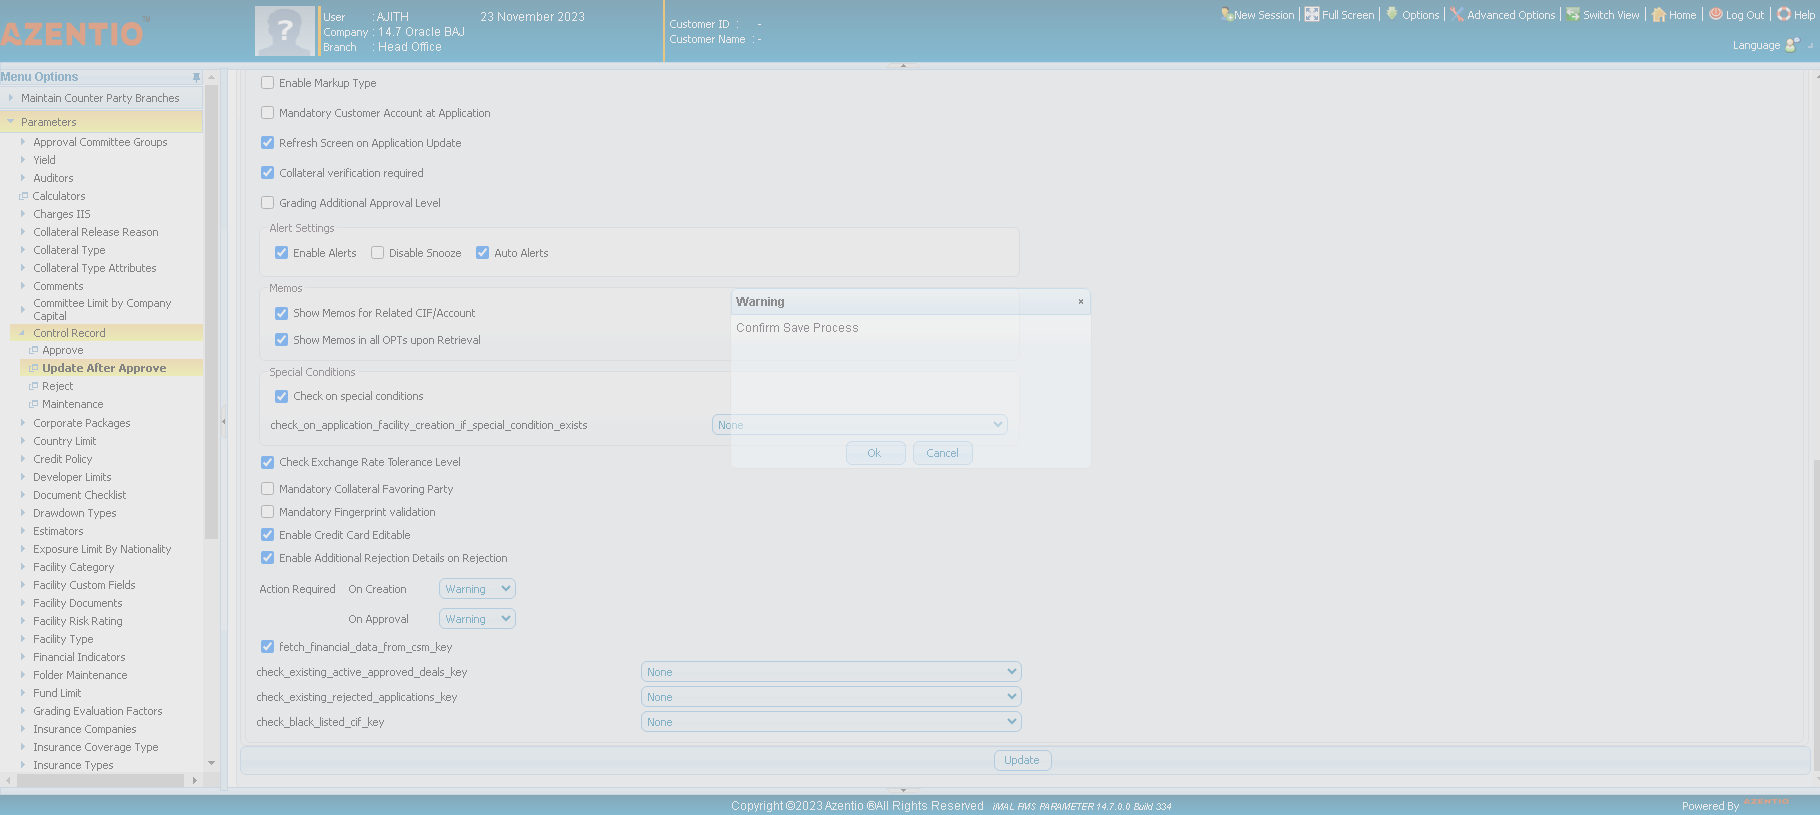 AZENTIO™
User : AJITH 23 November 2023
Company : 14.7 Oracle BAJ
Branch : Head Office
Customer ID : -
Customer Name : -
New Session Full Screen Options Advanced Options Switch View Home Log Out Help
Language
Menu Options
Maintain Counter Party Branches
Parameters
Approval Committee Groups
Yield
Auditors
Calculators
Charges IIS
Collateral Release Reason
Collateral Type
Collateral Type Attributes
Comments
Committee Limit by Company
Capital
Control Record
Approve
Update After Approve
Reject
Maintenance
Corporate Packages
Country Limit
Credit Policy
Developer Limits
Document Checklist
Drawdown Types
Estimators
Exposure Limit By Nationality
Facility Category
Facility Custom Fields
Facility Documents
Facility Risk Rating
Facility Type
Financial Indicators
Folder Maintenance
Fund Limit
Grading Evaluation Factors
Insurance Companies
Insurance Coverage Type
Insurance Types
Enable Markup Type
Mandatory Customer Account at Application
Refresh Screen on Application Update
Collateral verification required
Grading Additional Approval Level
Alert Settings
Enable Alerts Disable Snooze Auto Alerts
Memos
Show Memos for Related CIF/Account
Show Memos in all OPTs upon Retrieval
Special Conditions
Check on special conditions
check_on_application_facility_creation_if_special_condition_exists None
Check Exchange Rate Tolerance Level
Mandatory Collateral Favoring Party
Mandatory Fingerprint validation
Enable Credit Card Editable
Enable Additional Rejection Details on Rejection
Action Required On Creation Warning
On Approval Warning
fetch_financial_data_from_csm_key
check_existing_active_approved_deals_key None
check_existing_rejected_applications_key None
check_black_listed_cif_key None
Warning ×
Confirm Save Process
Ok Cancel
Update
Copyright ©2023 Azentio ®All Rights Reserved iMAL RMS PARAMETER 14.7.0.0 Build 334
Powered By AZENTIO